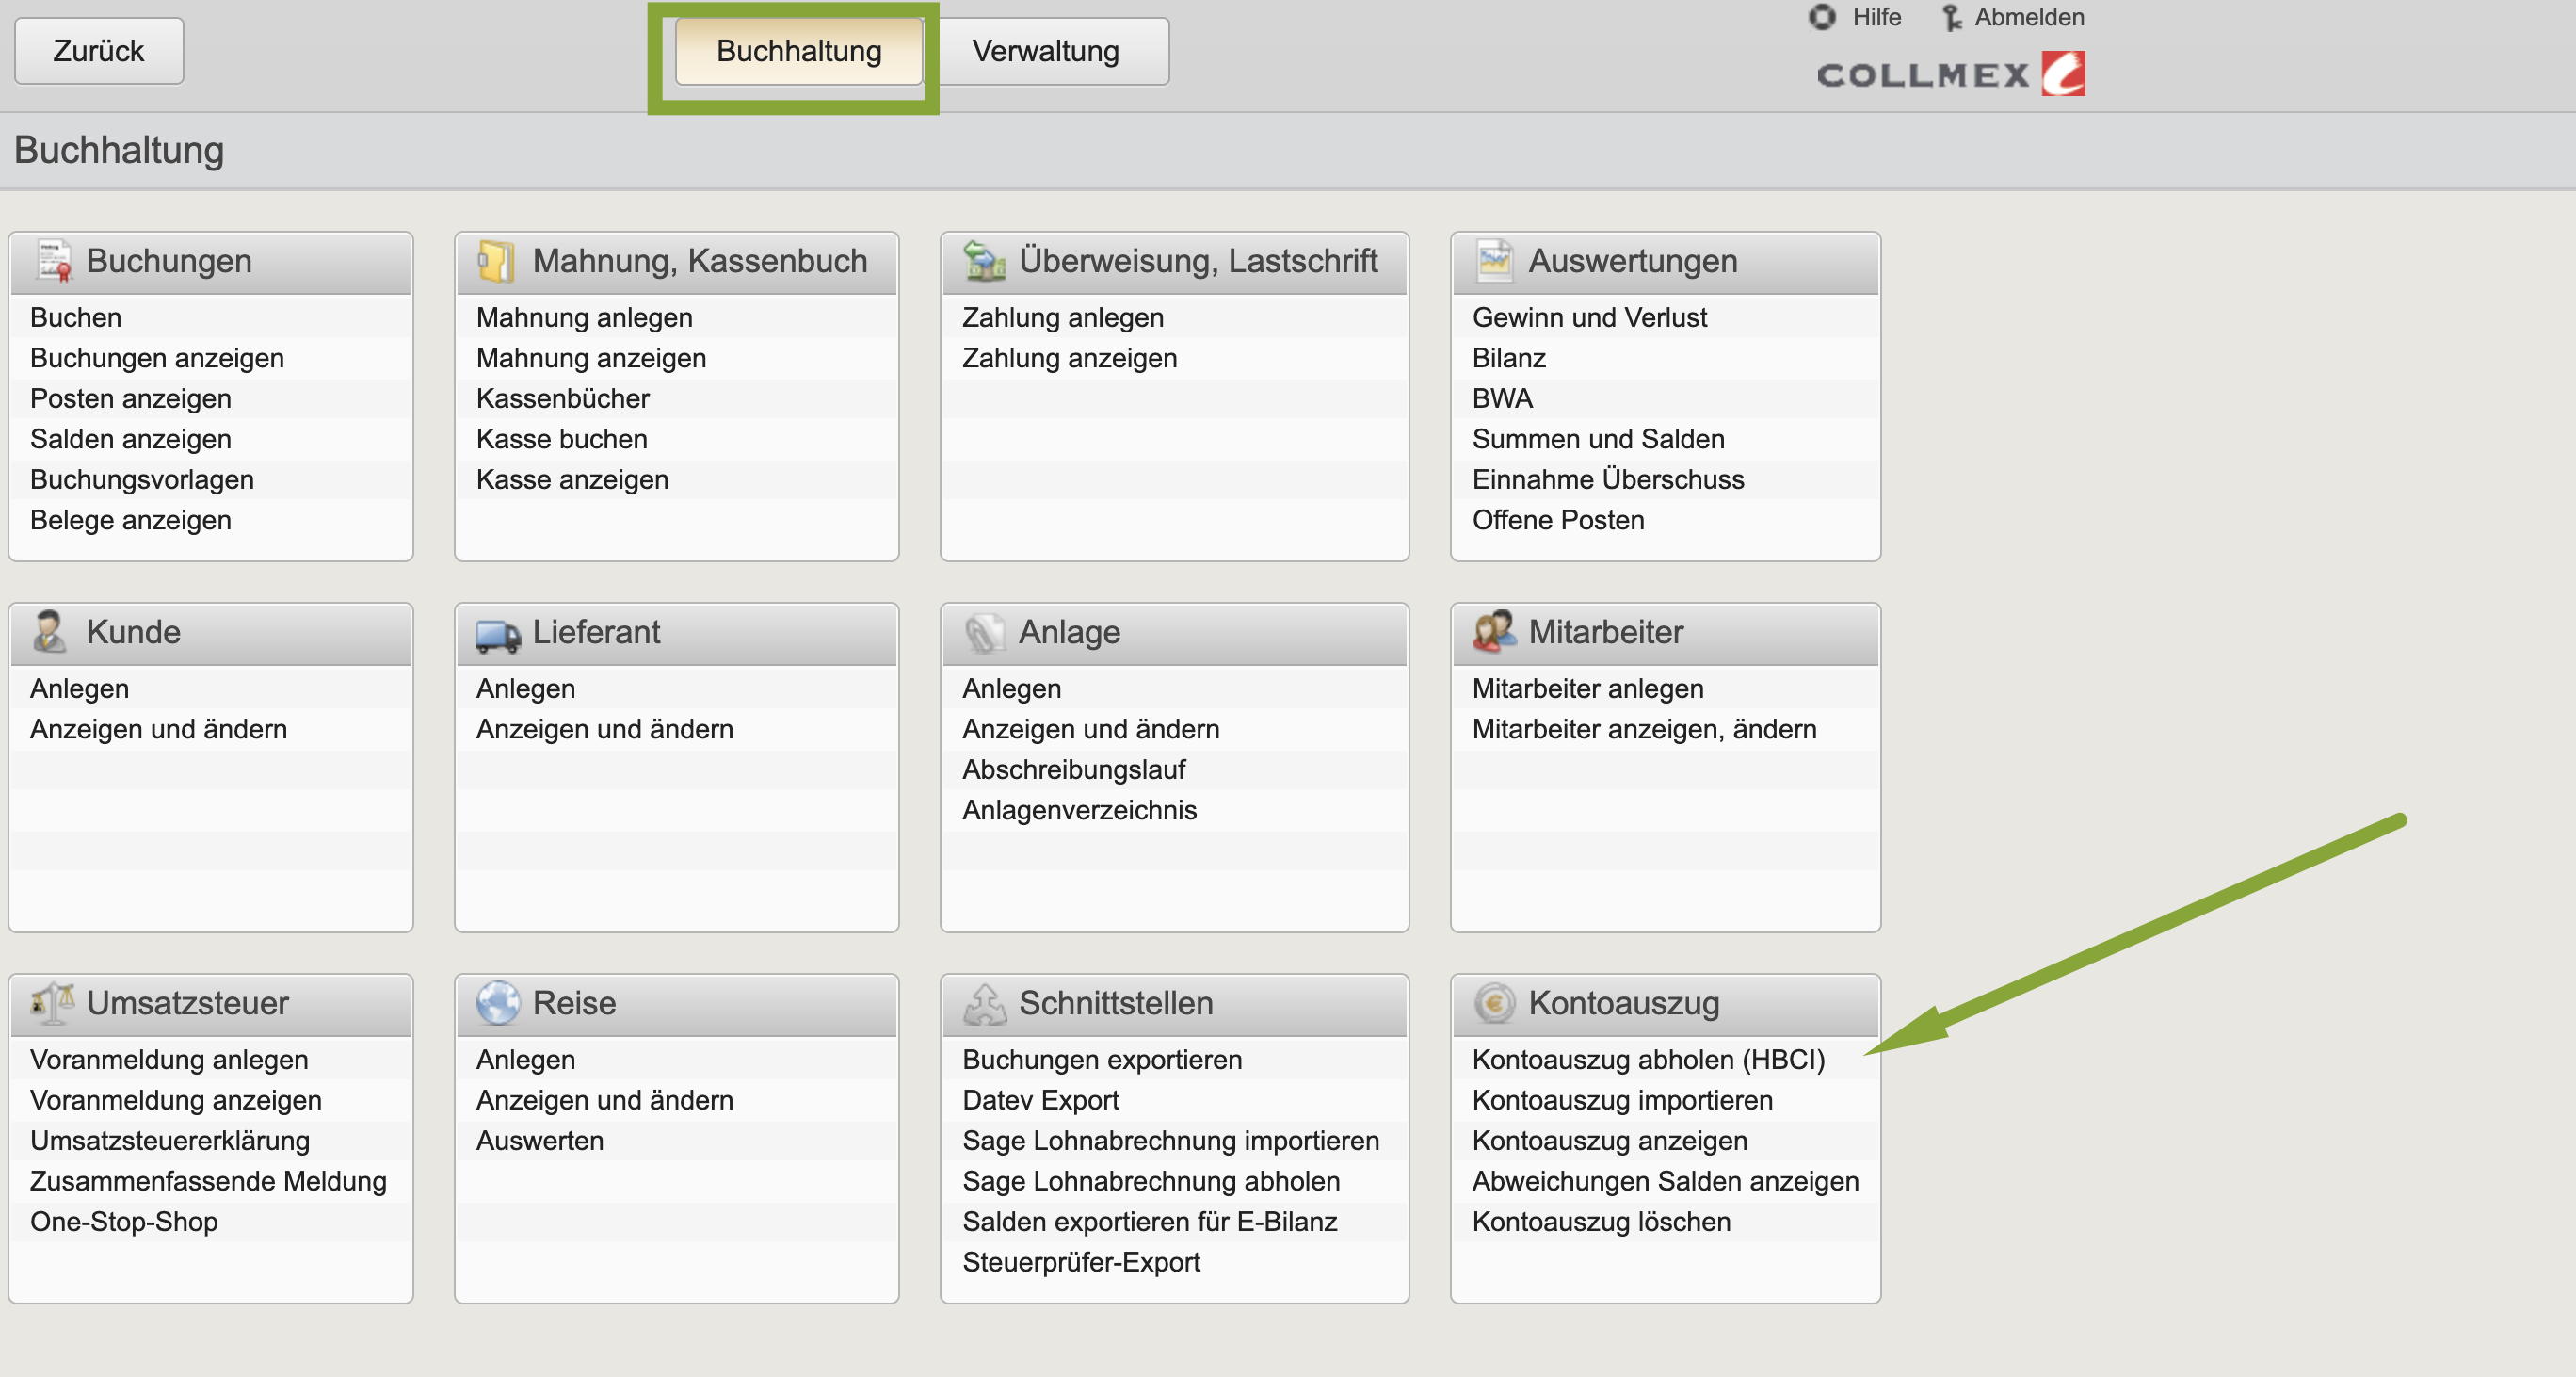 Zurück
Buchhaltung
Verwaltung
Hilfe
Abmelden
COLLMEX
Buchhaltung
Buchungen
Buchen
Buchungen anzeigen
Posten anzeigen
Salden anzeigen
Buchungsvorlagen
Belege anzeigen
Mahnung, Kassenbuch
Mahnung anlegen
Mahnung anzeigen
Kassenbücher
Kasse buchen
Kasse anzeigen
Überweisung, Lastschrift
Zahlung anlegen
Zahlung anzeigen
Auswertungen
Gewinn und Verlust
Bilanz
BWA
Summen und Salden
Einnahme Überschuss
Offene Posten
Kunde
Anlegen
Anzeigen und ändern
Lieferant
Anlegen
Anzeigen und ändern
Anlage
Anlegen
Anzeigen und ändern
Abschreibungslauf
Anlagenverzeichnis
Mitarbeiter
Mitarbeiter anlegen
Mitarbeiter anzeigen, ändern
Umsatzsteuer
Voranmeldung anlegen
Voranmeldung anzeigen
Umsatzsteuererklärung
Zusammenfassende Meldung
One-Stop-Shop
Reise
Anlegen
Anzeigen und ändern
Auswerten
Schnittstellen
Buchungen exportieren
Datev Export
Sage Lohnabrechnung importieren
Sage Lohnabrechnung abholen
Salden exportieren für E-Bilanz
Steuerprüfer-Export
Kontoauszug
Kontoauszug abholen (HBCI)
Kontoauszug importieren
Kontoauszug anzeigen
Abweichungen Salden anzeigen
Kontoauszug löschen